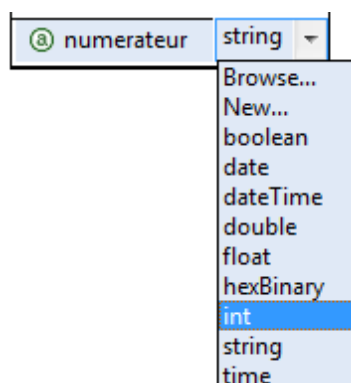 ⓐ numerateur string
Browse...
New...
boolean
date
dateTime
double
float
hexBinary
int
string
time